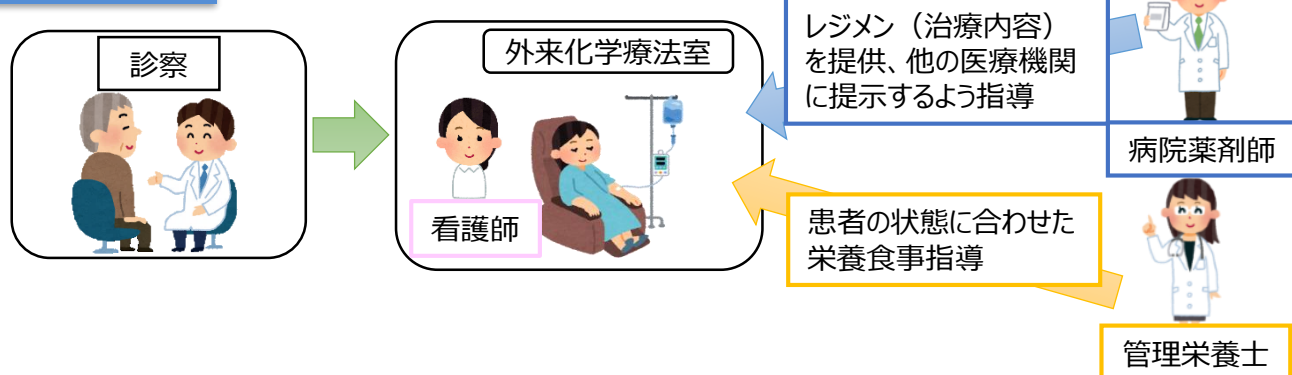 診察
外来化学療法室
看護師
レジメン（治療内容）
を提供、他の医療機関
に提示するよう指導
病院薬剤師
患者の状態に合わせた
栄養食事指導
管理栄養士